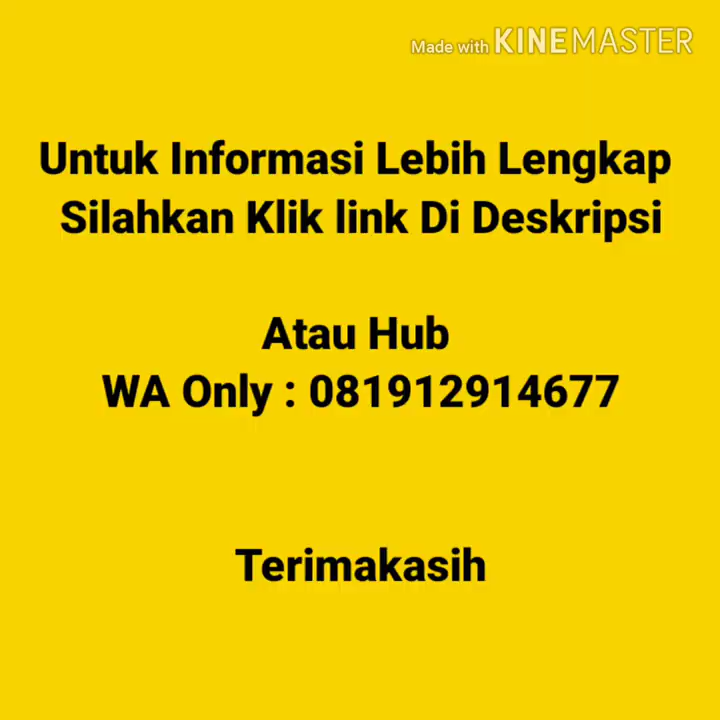 Made with KINEMASTER
Untuk Informasi Lebih Lengkap
Silahkan Klik link Di Deskripsi
Atau Hub
WA Only : 081912914677
Terimakasih